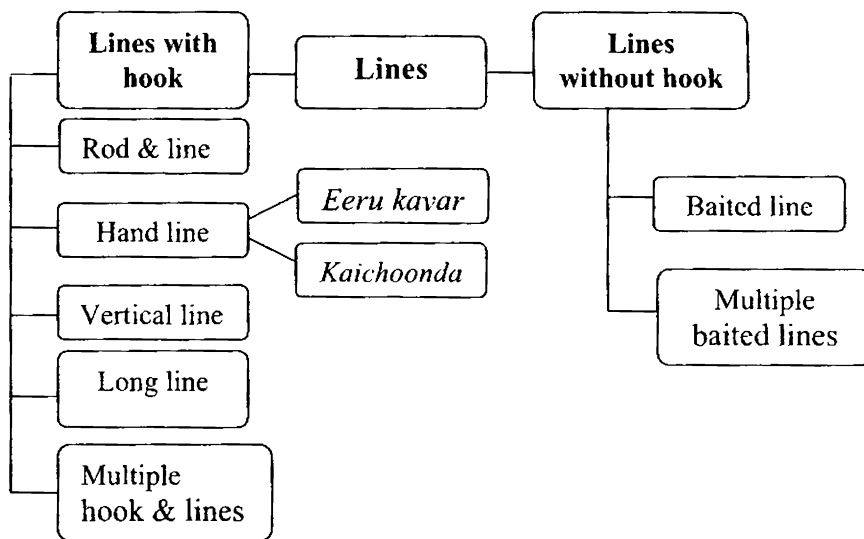 Lines with
hook
Lines
Lines
without hook
Rod & line
Hand line
Eeru kavar
Kaichoonda
Vertical line
Long line
Multiple
hook & lines
Baited line
Multiple
baited lines